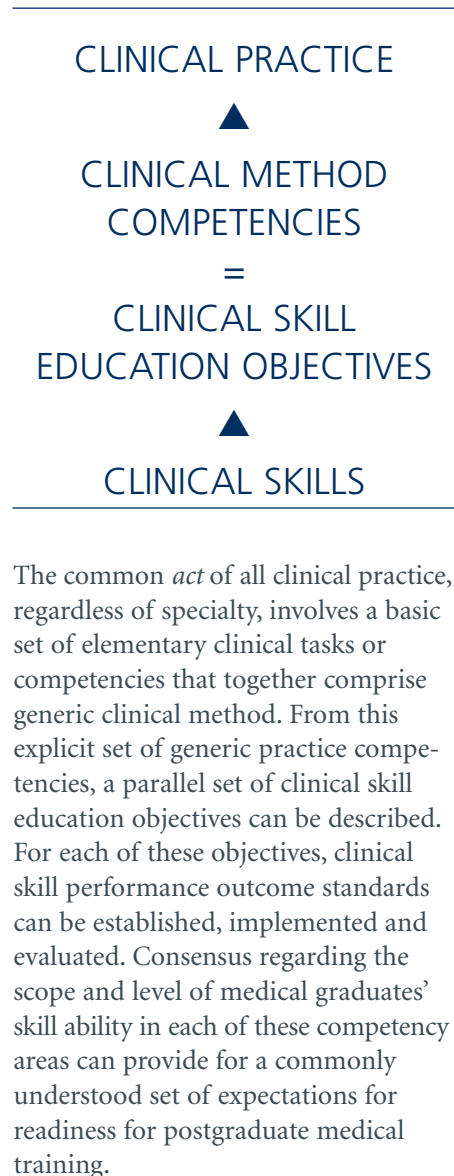 CLINICAL PRACTICE
▲
CLINICAL METHOD
COMPETENCIES
=
CLINICAL SKILL
EDUCATION OBJECTIVES
▲
CLINICAL SKILLS
The common act of all clinical practice,
regardless of specialty, involves a basic
set of elementary clinical tasks or
competencies that together comprise
generic clinical method. From this
explicit set of generic practice compe-
tencies, a parallel set of clinical skill
education objectives can be described.
For each of these objectives, clinical
skill performance outcome standards
can be established, implemented and
evaluated. Consensus regarding the
scope and level of medical graduates’
skill ability in each of these competency
areas can provide for a commonly
understood set of expectations for
readiness for postgraduate medical
training.